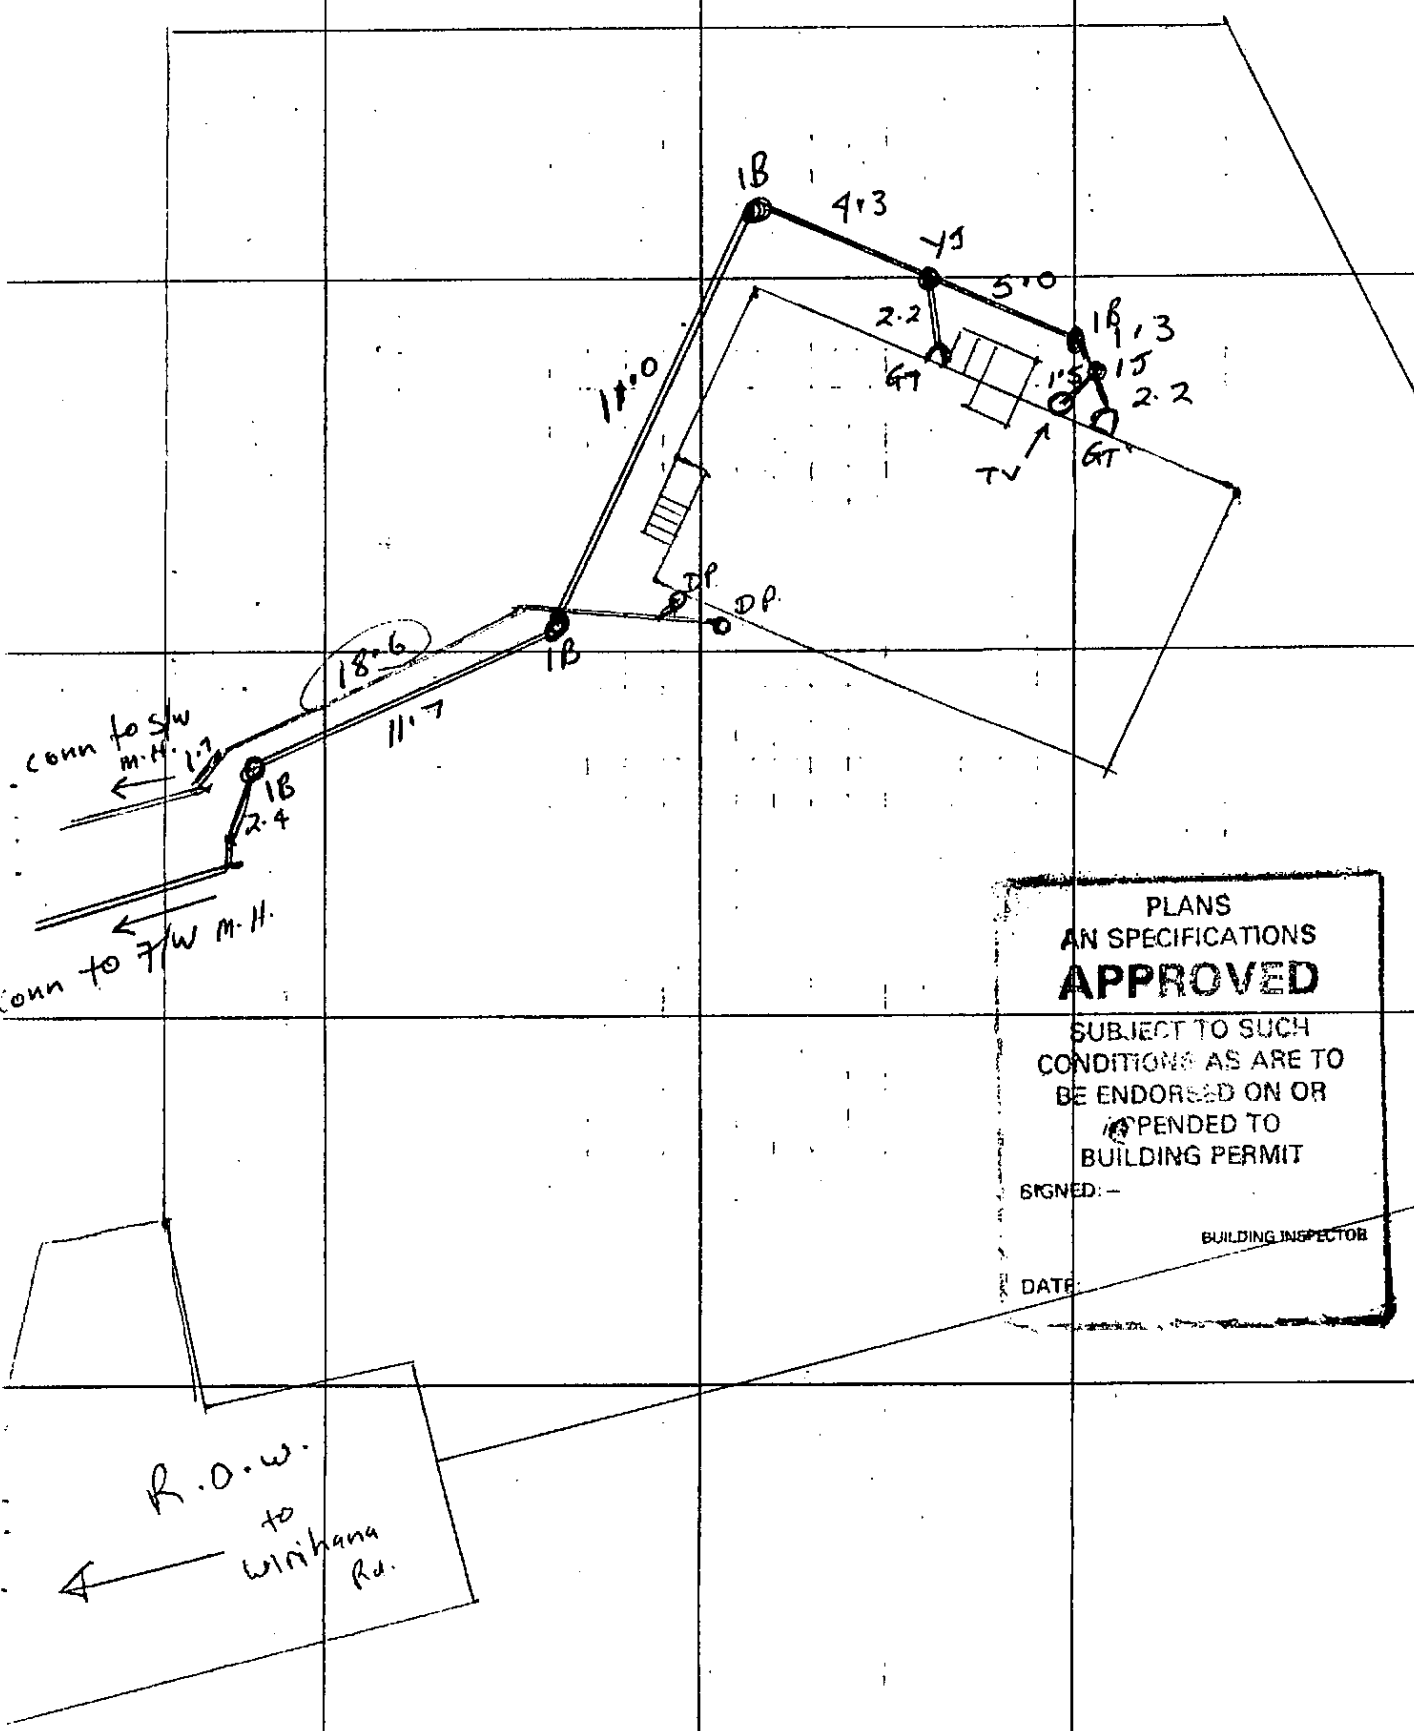 1B
4.3
YJ
5.0
2.2
1B
1.3
GT
1.5
1J
2.2
TV
GT
11.0
DP.
DP.
1B
18.6
11.7
conn to S/W
M.H.
1.7
1B
2.4
conn to F/W M.H.
PLANS
AN SPECIFICATIONS
APPROVED
SUBJECT TO SUCH
CONDITIONS AS ARE TO
BE ENDORSED ON OR
APPENDED TO
BUILDING PERMIT
SIGNED: –
BUILDING INSPECTOR
DATE:
R.O.W.
to
Wirihana
Rd.